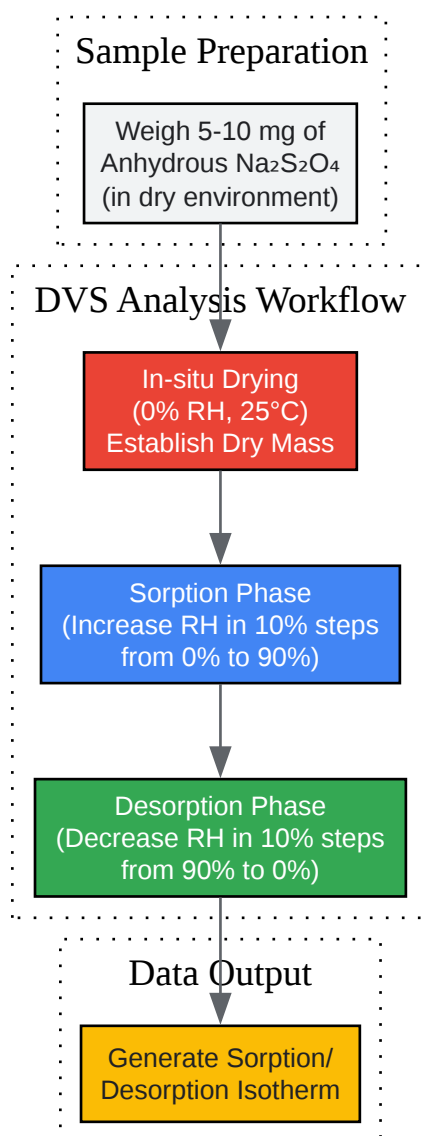 Sample Preparation
Weigh 5-10 mg of
Anhydrous Na₂S₂O₄
(in dry environment)
DVS Analysis Workflow
In-situ Drying
(0% RH, 25°C)
Establish Dry Mass
Sorption Phase
(Increase RH in 10% steps
from 0% to 90%)
Desorption Phase
(Decrease RH in 10% steps
from 90% to 0%)
Data Output
Generate Sorption/
Desorption Isotherm